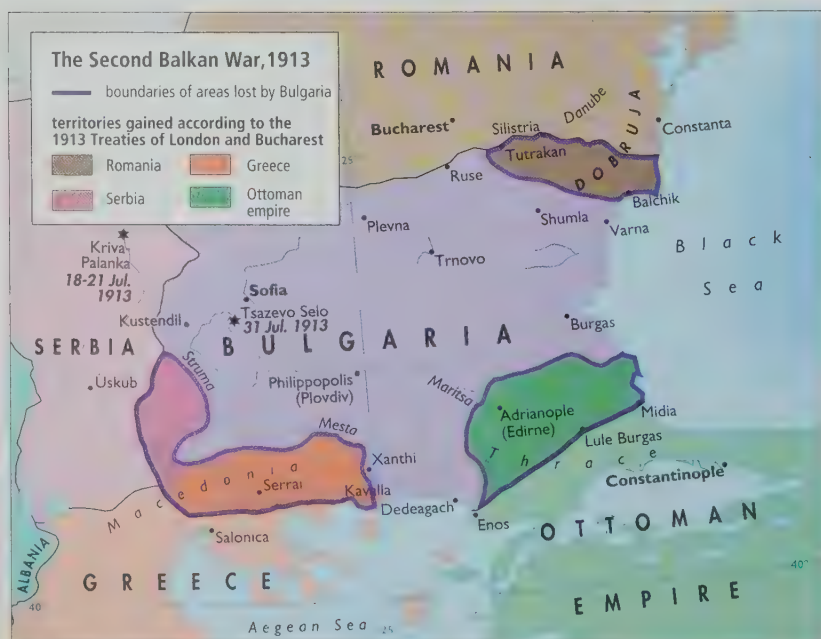 The Second Balkan War,1913
boundaries of areas lost by Bulgaria
territories gained according to the
1913 Treaties of London and Bucharest
Romania
Greece
Serbia
Ottoman
empire
ROMANIA
Bucharest
Silistria
Danube
Constanta
Tutrakan
DOBRUJA
25
Ruse
Balchik
Shumla
Varna
Plevna
Trnovo
Black
Sea
Kriva-
Palanka
18-21 Jul.
1913
Sofia
Tsazevo Selo
31 Jul. 1913
Kustendil
Burgas
SERBIA
BULGARIA
Struma
Üskub
Philippopolis
(Plovdiv)
Maritsa
Adrianople
(Edirne)
Midia
Mesta
Lule Burgas
Thrace
Xanthi
Macedonia
Serrai
Kavalla
Constantinople
Dedeagach
Enos
Salonica
OTTOMAN
ALBANIA
GREECE
40°
40
EMPIRE
Aegean Sea
25